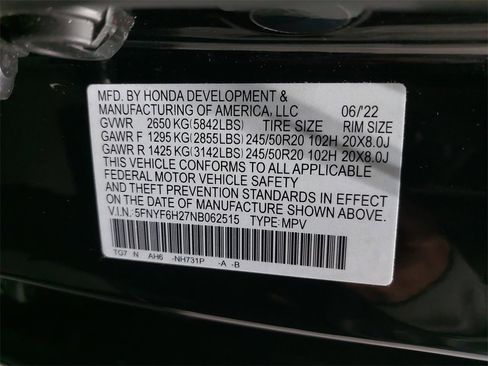 MFD. BY HONDA DEVELOPMENT &
MANUFACTURING OF AMERICA, LLC 06/'22
GVWR 2650 KG(5842LBS) TIRE SIZE RIM SIZE
GAWR F 1295 KG(2855LBS) 245/50R20 102H 20X8.0J
GAWR R 1425 KG(3142LBS) 245/50R20 102H 20X8.0J
THIS VEHICLE CONFORMS TO ALL APPLICABLE
FEDERAL MOTOR VEHICLE SAFETY
AND THEFT PREVENTION STANDARDS IN EFFECT
ON THE DATE OF MANUFACTURE SHOWN ABOVE.
V.I.N.: 5FNYF6H27NB062515 TYPE: MPV
TG7 N AH6 -NH731P -A -B